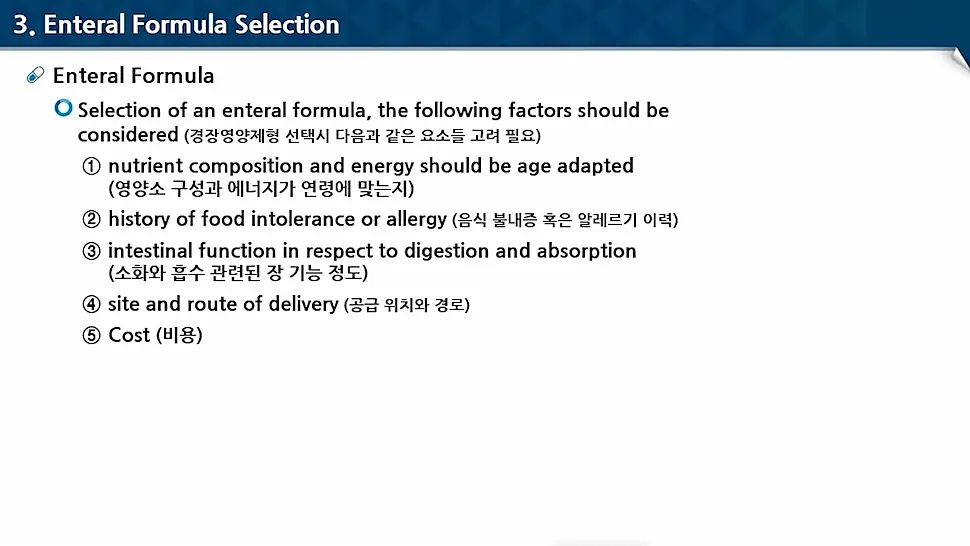 3. Enteral Formula Selection
Enteral Formula
Selection of an enteral formula, the following factors should be
considered (경장영양제형 선택시 다음과 같은 요소들 고려 필요)
① nutrient composition and energy should be age adapted
(영양소 구성과 에너지가 연령에 맞는지)
② history of food intolerance or allergy (음식 불내증 혹은 알레르기 이력)
③ intestinal function in respect to digestion and absorption
(소화와 흡수 관련된 장 기능 정도)
④ site and route of delivery (공급 위치와 경로)
⑤ Cost (비용)